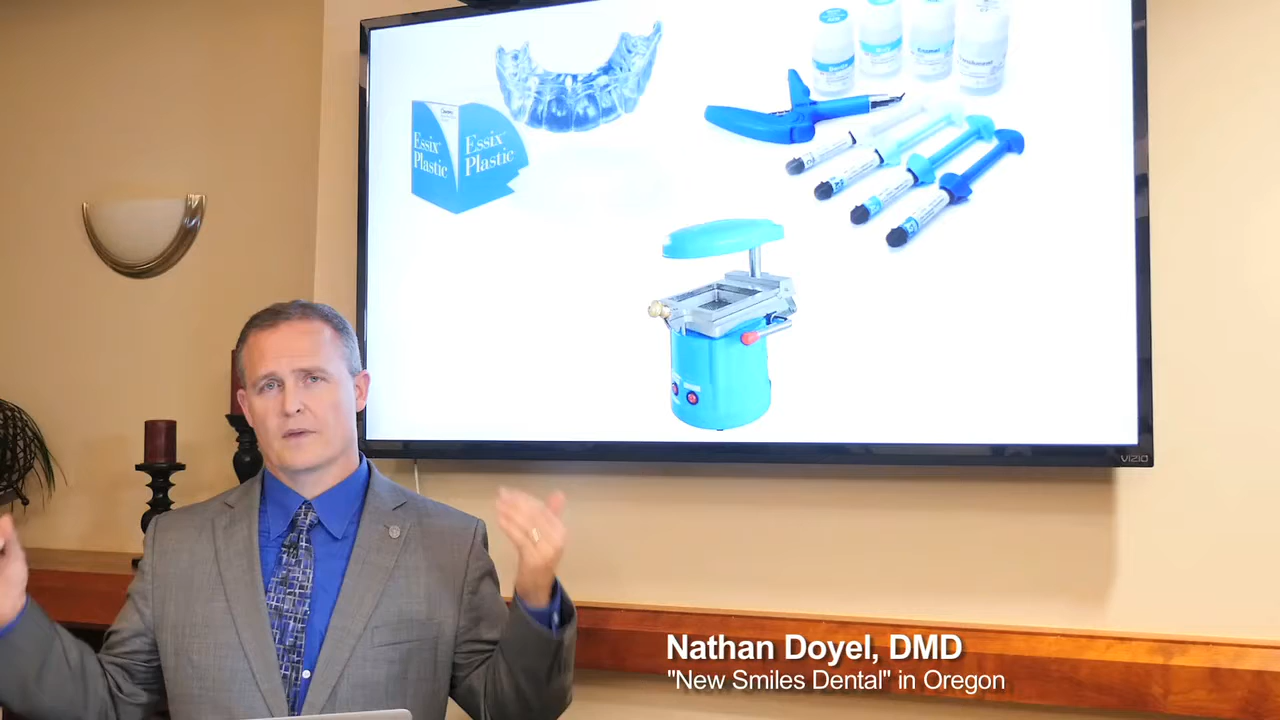 Essix
Plastic
Essix
Plastic
VIZIO
Nathan Doyel, DMD
"New Smiles Dental" in Oregon